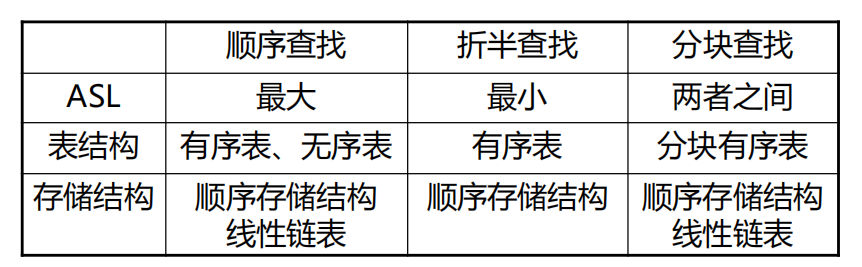 顺序查找 折半查找 分块查找
ASL 最大 最小 两者之间
表结构 有序表、无序表 有序表 分块有序表
存储结构 顺序存储结构 顺序存储结构 顺序存储结构
线性链表 线性链表